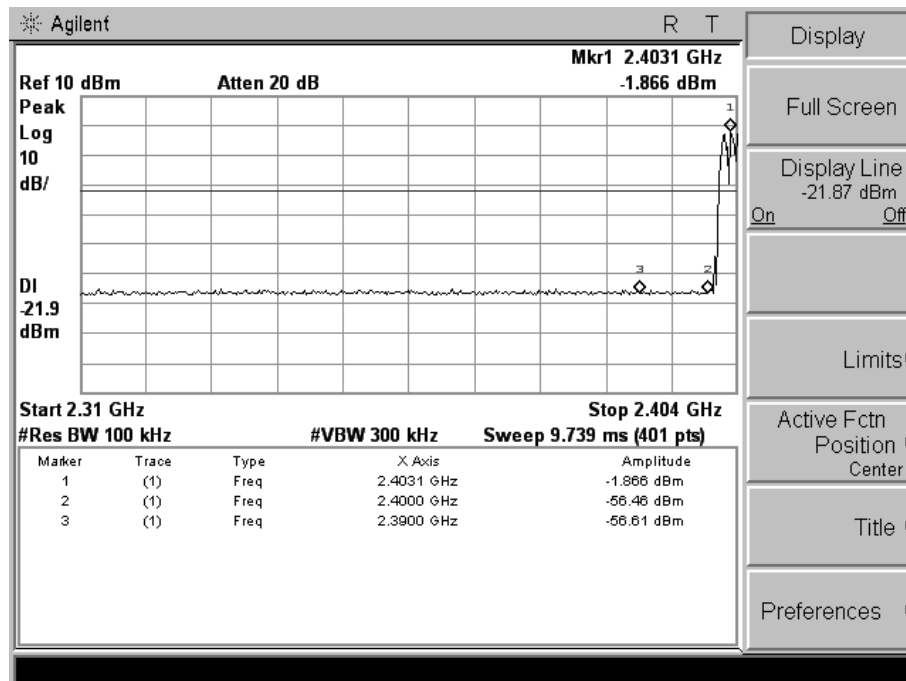 Agilent R T
Mkr1 2.4031 GHz
Ref 10 dBm Atten 20 dB -1.866 dBm
Peak
Log
10
dB/
1
3
2
DI
-21.9
dBm
Start 2.31 GHz Stop 2.404 GHz
#Res BW 100 kHz #VBW 300 kHz Sweep 9.739 ms (401 pts)
Marker Trace Type X Axis Amplitude
1 (1) Freq 2.4031 GHz -1.866 dBm
2 (1) Freq 2.4000 GHz -56.46 dBm
3 (1) Freq 2.3900 GHz -56.61 dBm
Display
Full Screen
Display Line
-21.87 dBm
On Off
Limits
Active Fctn
Position
Center
Title
Preferences